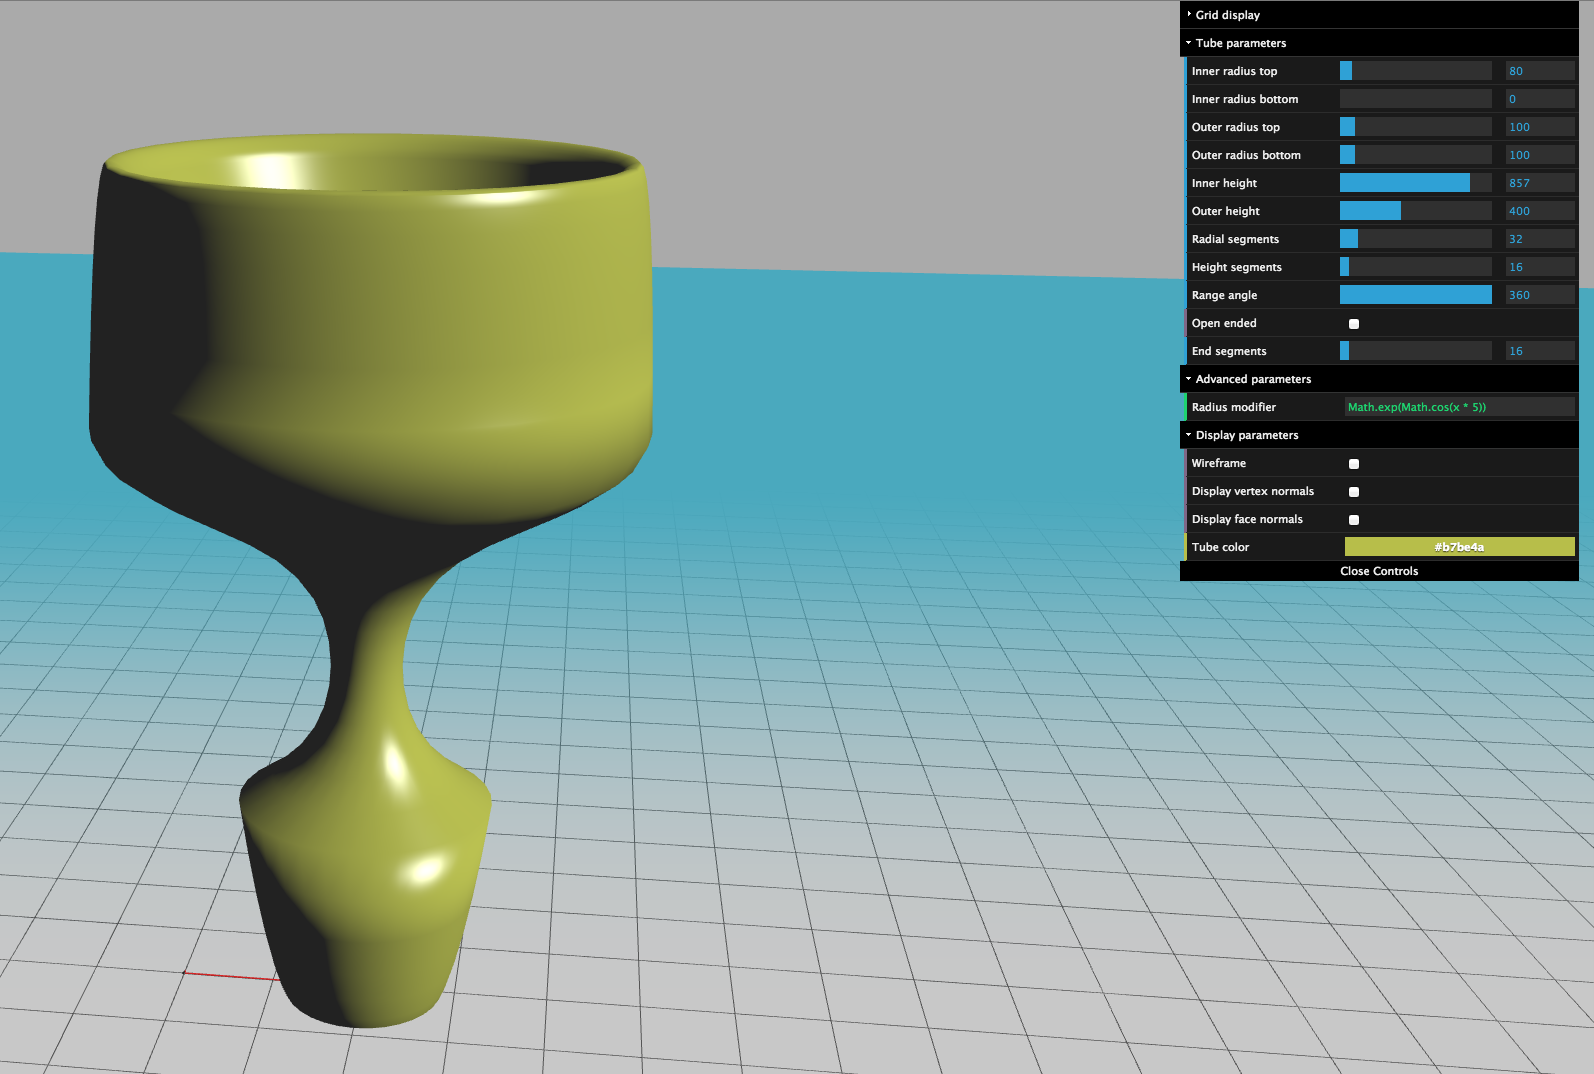 Grid display
Tube parameters
Inner radius top 80
Inner radius bottom 0
Outer radius top 100
Outer radius bottom 100
Inner height 857
Outer height 400
Radial segments 32
Height segments 16
Range angle 360
Open ended
End segments 16
Advanced parameters
Radius modifier Math.exp(Math.cos(x * 5))
Display parameters
Wireframe
Display vertex normals
Display face normals
Tube color #b7be4a
Close Controls